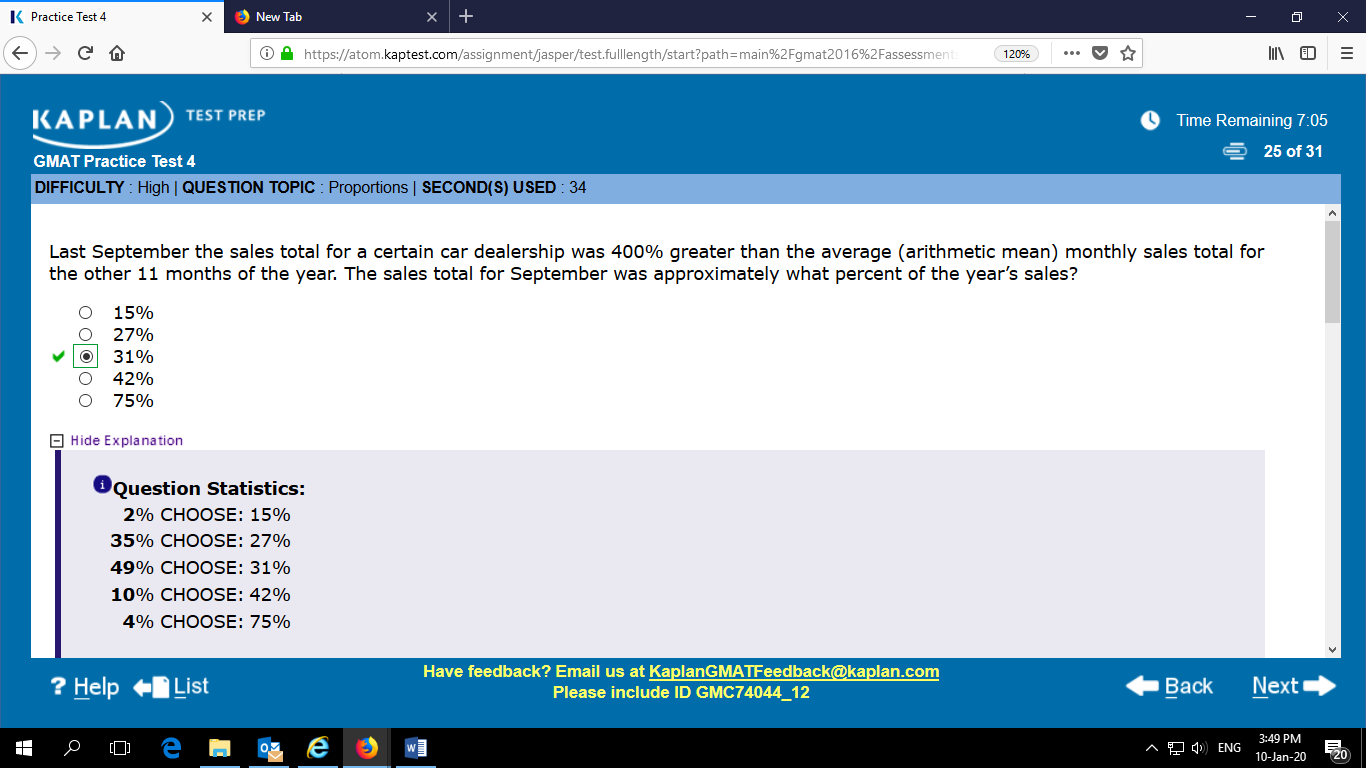 Practice Test 4
New Tab
https://atom.kaptest.com/assignment/jasper/test.fulllength/start?path=main%2Fgmat2016%2Fassessment
120%
KAPLAN TEST PREP
Time Remaining 7:05
GMAT Practice Test 4
25 of 31
DIFFICULTY : High | QUESTION TOPIC : Proportions | SECOND(S) USED : 34
Last September the sales total for a certain car dealership was 400% greater than the average (arithmetic mean) monthly sales total for
the other 11 months of the year. The sales total for September was approximately what percent of the year’s sales?
15%
27%
31%
42%
75%
Hide Explanation
Question Statistics:
2% CHOOSE: 15%
35% CHOOSE: 27%
49% CHOOSE: 31%
10% CHOOSE: 42%
4% CHOOSE: 75%
Have feedback? Email us at KaplanGMATFeedback@kaplan.com
Please include ID GMC74044_12
? Help
List
Back
Next
ENG
3:49 PM
10-Jan-20
20